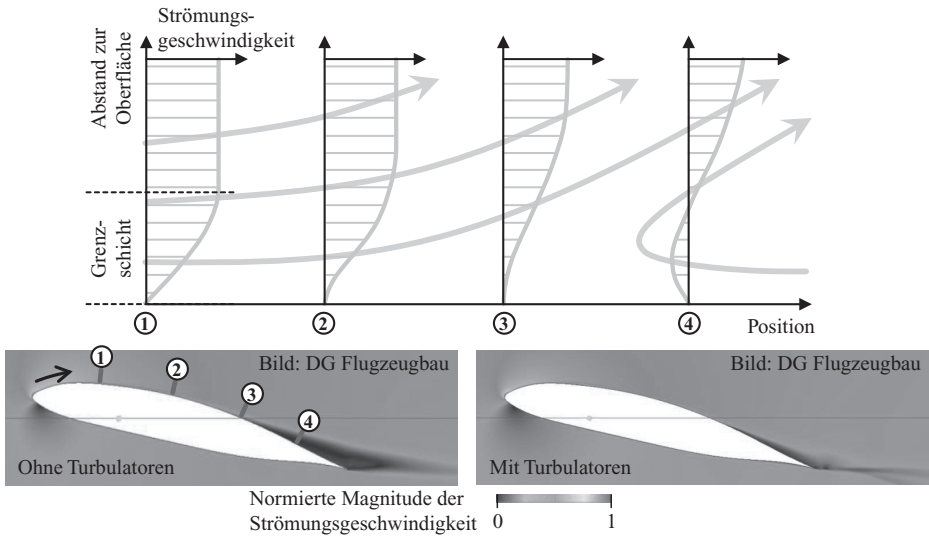 Strömungs-
geschwindigkeit
Abstand zur
Oberfläche
Grenz-
schicht
1 2 3 4
Position
1 2 3 4
Bild: DG Flugzeugbau
Ohne Turbulatoren
Bild: DG Flugzeugbau
Mit Turbulatoren
Normierte Magnitude der
Strömungsgeschwindigkeit
0 1